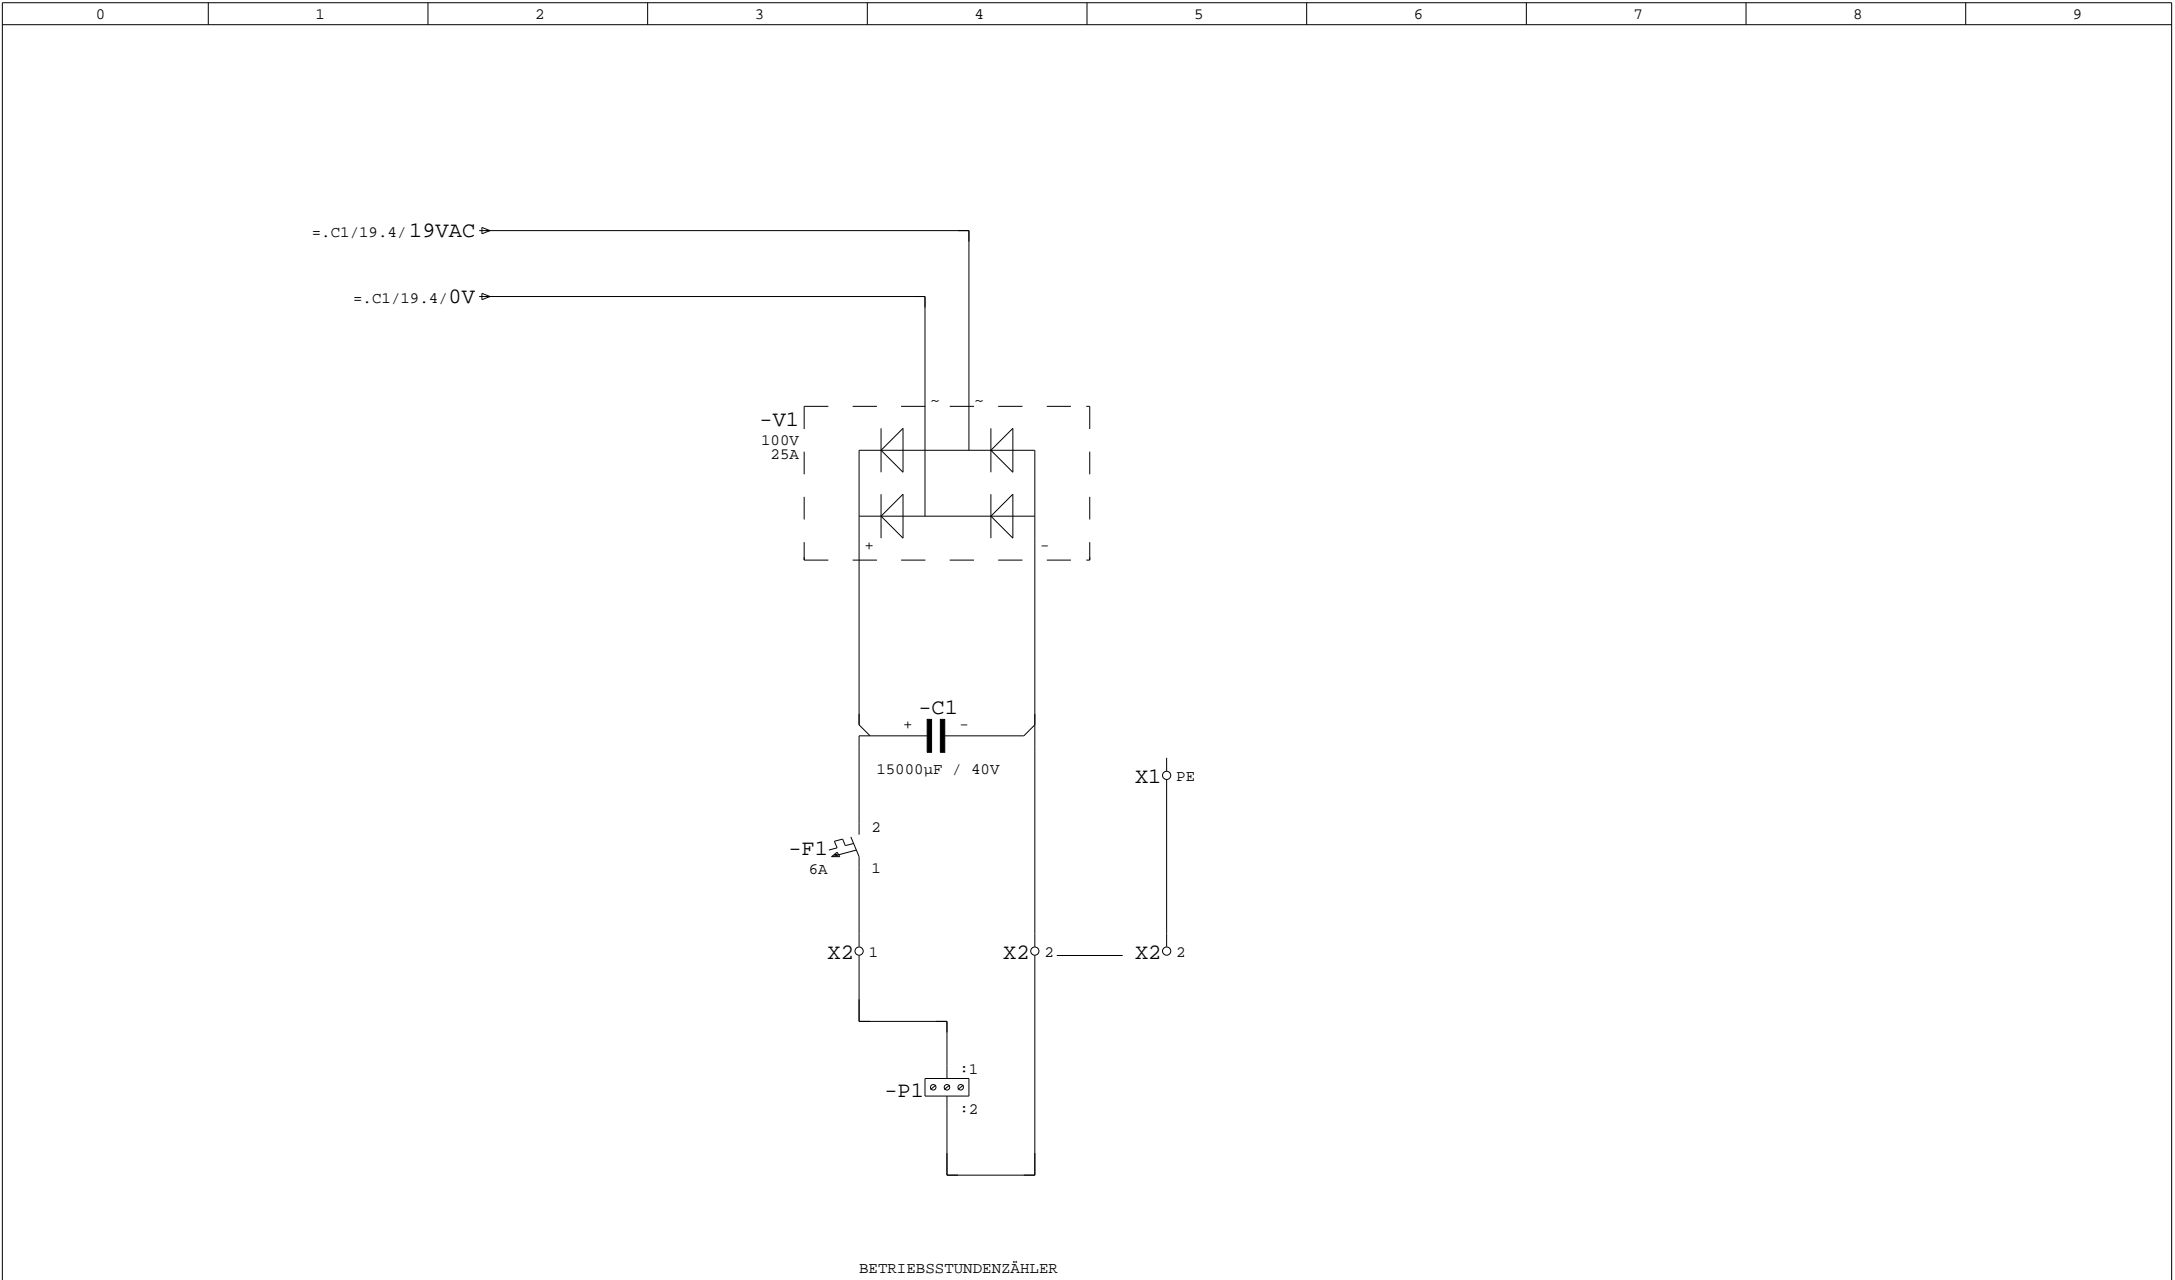 0 1 2 3 4 5 6 7 8 9
=.C1/19.4/19VAC
=.C1/19.4/0V
~ ~
-V1
100V
25A
+ -
-C1
+ -
15000µF / 40V
X1 PE
2
-F1
6A
1
X2 1 X2 2 X2 2
:1
-P1
:2
BETRIEBSSTUNDENZÄHLER